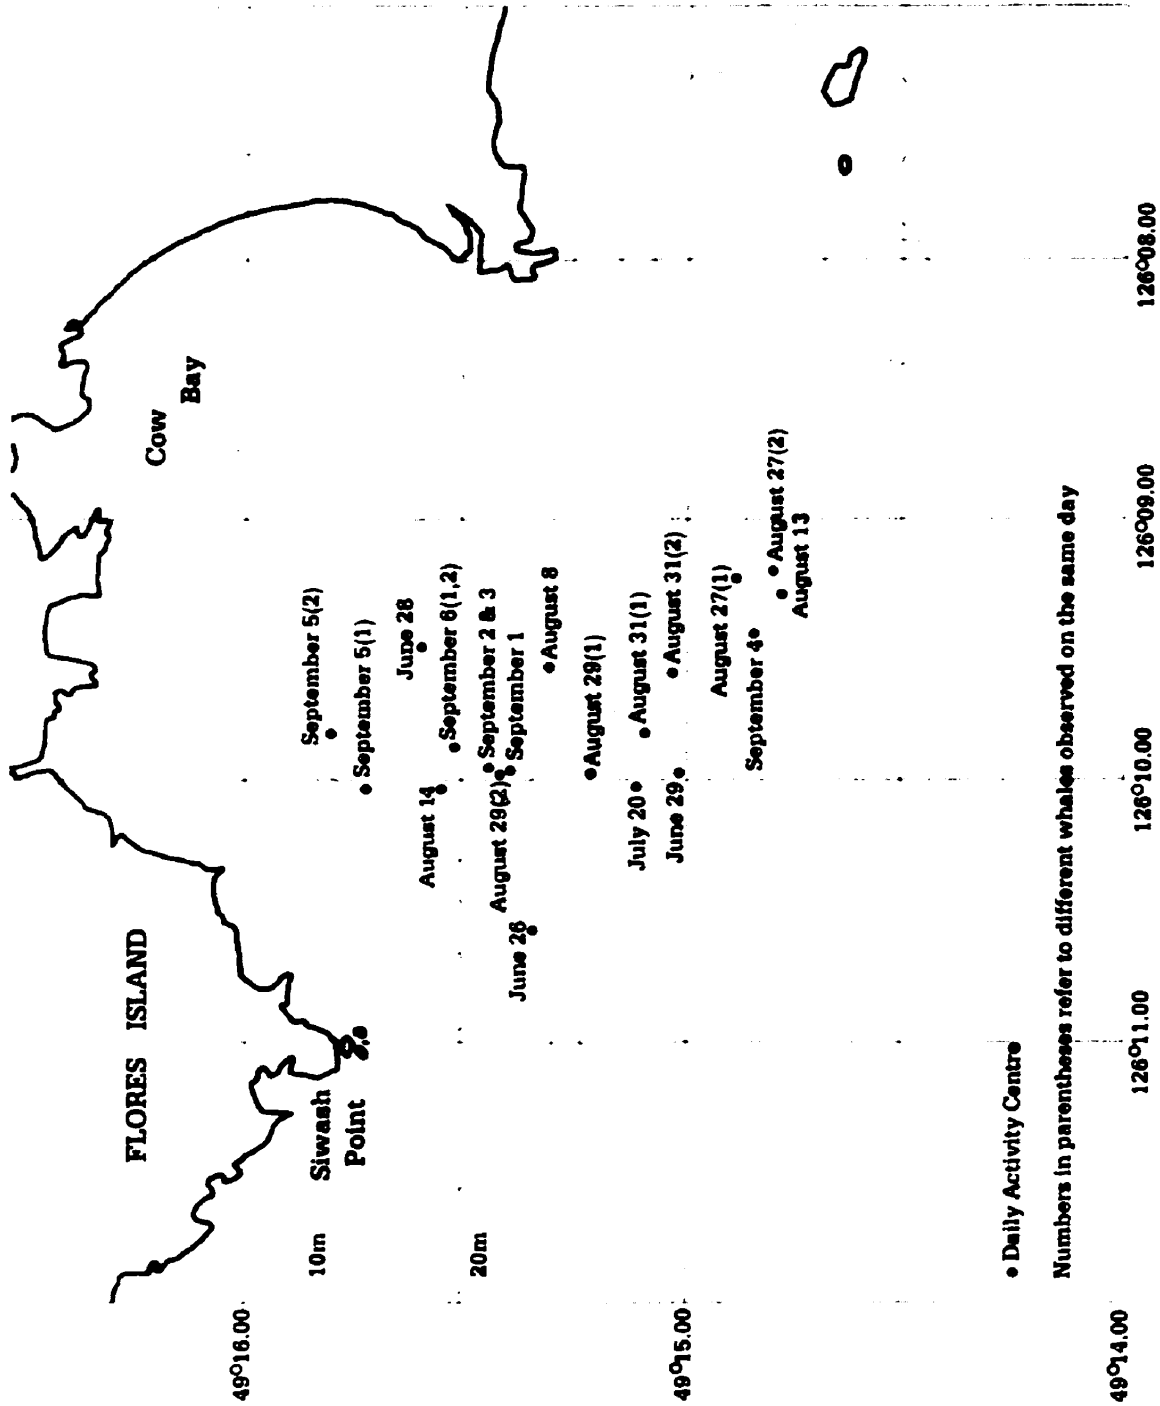 FLORES ISLAND
Cow
Bay
Siwash
Point
10m
20m
September 5(2)
September 5(1)
June 28
September 6(1,2)
August 14
September 2 & 3
September 1
August 29(2)
June 26
August 8
August 29(1)
August 31(1)
July 20
August 31(2)
June 29
August 27(1)
September 4
August 27(2)
August 13
Daily Activity Centre
Numbers in parentheses refer to different whales observed on the same day
49°16.00
49°15.00
49°14.00
126°11.00
126°10.00
126°09.00
126°08.00